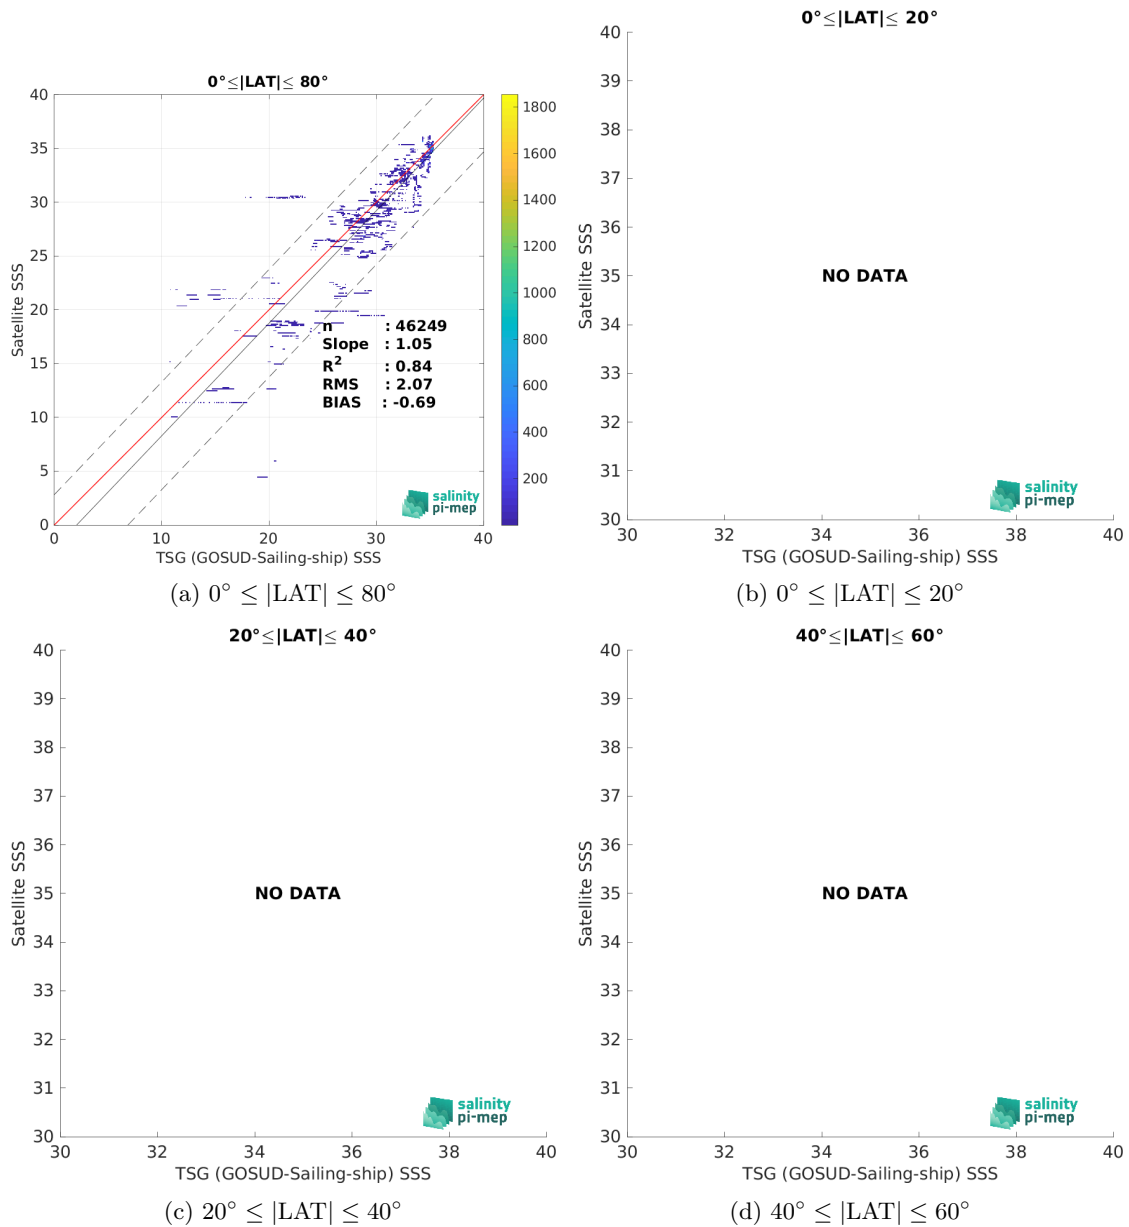 0°≤|LAT|≤ 80°
40
35
30
25
20
15
10
5
0
Satellite SSS
0 10 20 30 40
TSG (GOSUD-Sailing-ship) SSS
n : 46249
Slope : 1.05
R² : 0.84
RMS : 2.07
BIAS : -0.69
salinity
pi-mep
1800
1600
1400
1200
1000
800
600
400
200
(a) 0° ≤ |LAT| ≤ 80°
0°≤|LAT|≤ 20°
40
39
38
37
36
35
34
33
32
31
30
Satellite SSS
NO DATA
salinity
pi-mep
30 32 34 36 38 40
TSG (GOSUD-Sailing-ship) SSS
(b) 0° ≤ |LAT| ≤ 20°
20°≤|LAT|≤ 40°
40
39
38
37
36
35
34
33
32
31
30
Satellite SSS
NO DATA
salinity
pi-mep
30 32 34 36 38 40
TSG (GOSUD-Sailing-ship) SSS
(c) 20° ≤ |LAT| ≤ 40°
40°≤|LAT|≤ 60°
40
39
38
37
36
35
34
33
32
31
30
Satellite SSS
NO DATA
salinity
pi-mep
30 32 34 36 38 40
TSG (GOSUD-Sailing-ship) SSS
(d) 40° ≤ |LAT| ≤ 60°